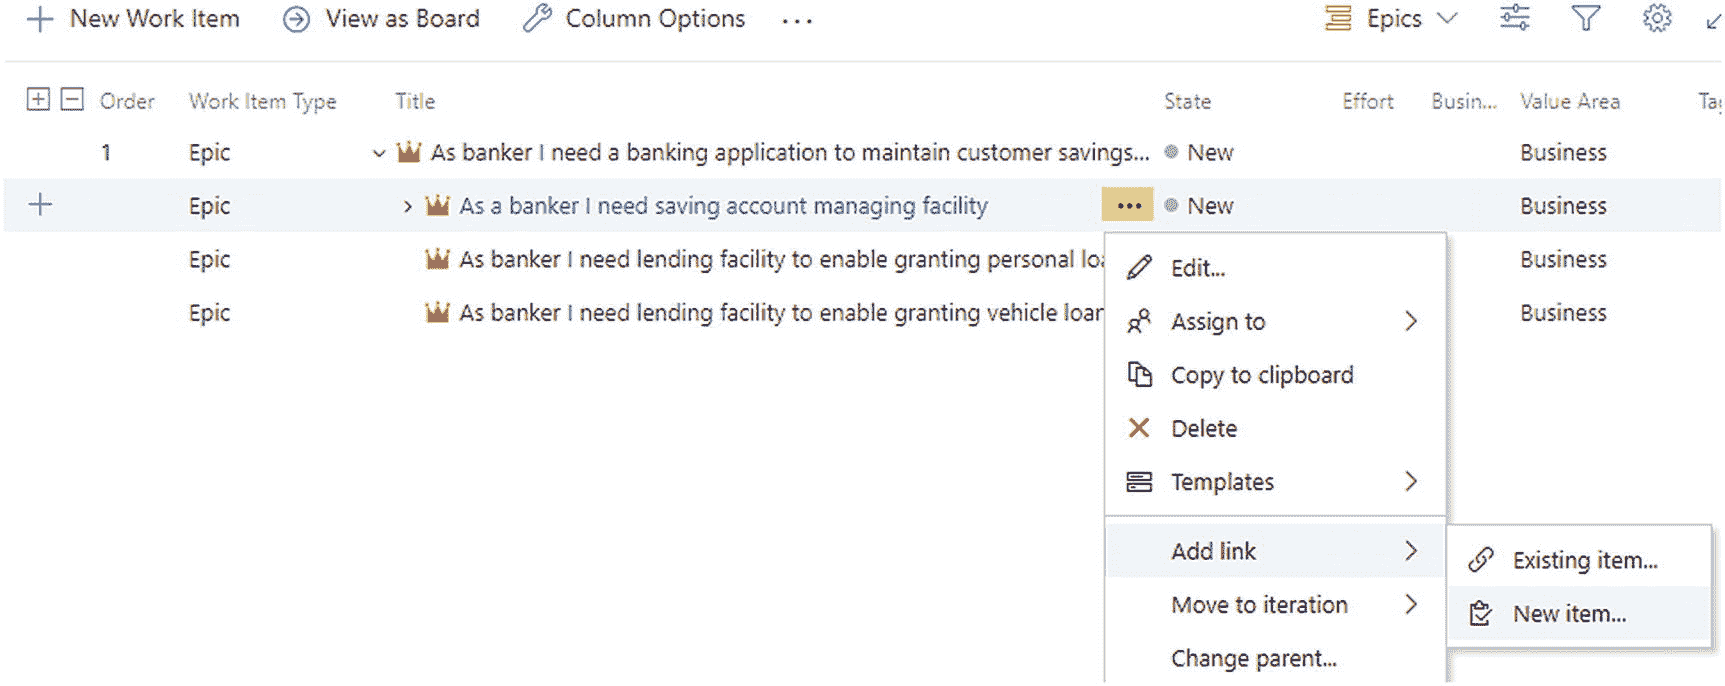 New Work Item View as Board Column Options ... Epics
Order Work Item Type Title State Effort Busin... Value Area Tag
1 Epic As banker I need a banking application to maintain customer savings... New Business
Epic As a banker I need saving account managing facility ... New Business
Epic As banker I need lending facility to enable granting personal loa Business
Epic As banker I need lending facility to enable granting vehicle loan Business
Edit...
Assign to
Copy to clipboard
Delete
Templates
Add link
Existing item...
Move to iteration
New item...
Change parent...